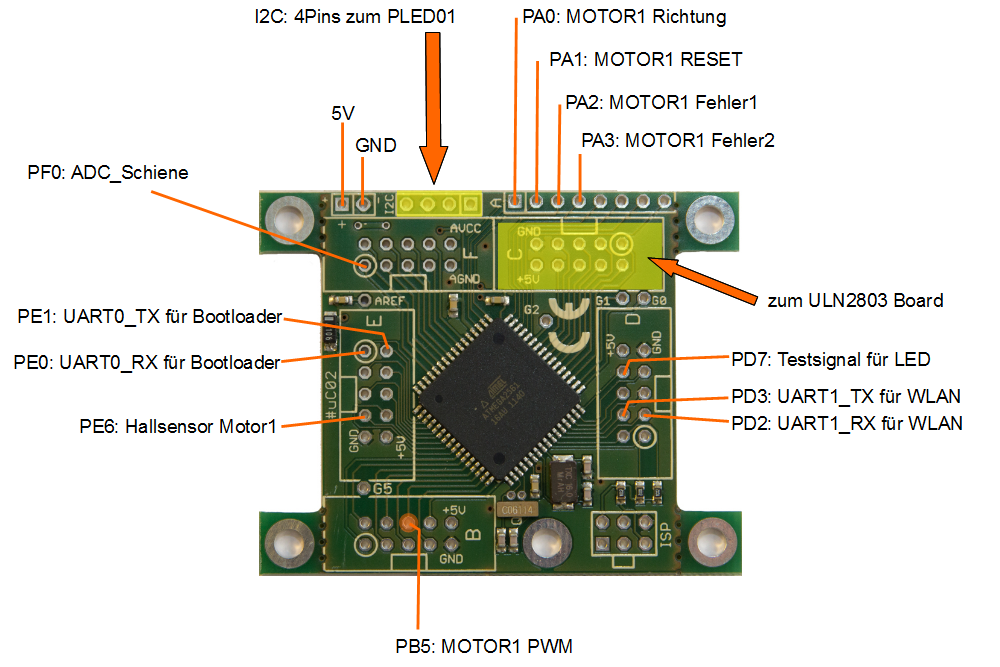 I2C: 4Pins zum PLED01
PA0: MOTOR1 Richtung
PA1: MOTOR1 RESET
PA2: MOTOR1 Fehler1
PA3: MOTOR1 Fehler2
5V
GND
PF0: ADC_Schiene
I2C
A
+
-
AVCC
F
AGND
GND
C
+5V
zum ULN2803 Board
AREF
G1
G0
G2
D
CE
PE1: UART0_TX für Bootloader
PE0: UART0_RX für Bootloader
PE6: Hallsensor Motor1
E
#uC02
GND
+5V
ATMEGA2561
+5V
GND
PD7: Testsignal für LED
PD3: UART1_TX für WLAN
PD2: UART1_RX für WLAN
G5
+5V
B
GND
ISP
PB5: MOTOR1 PWM